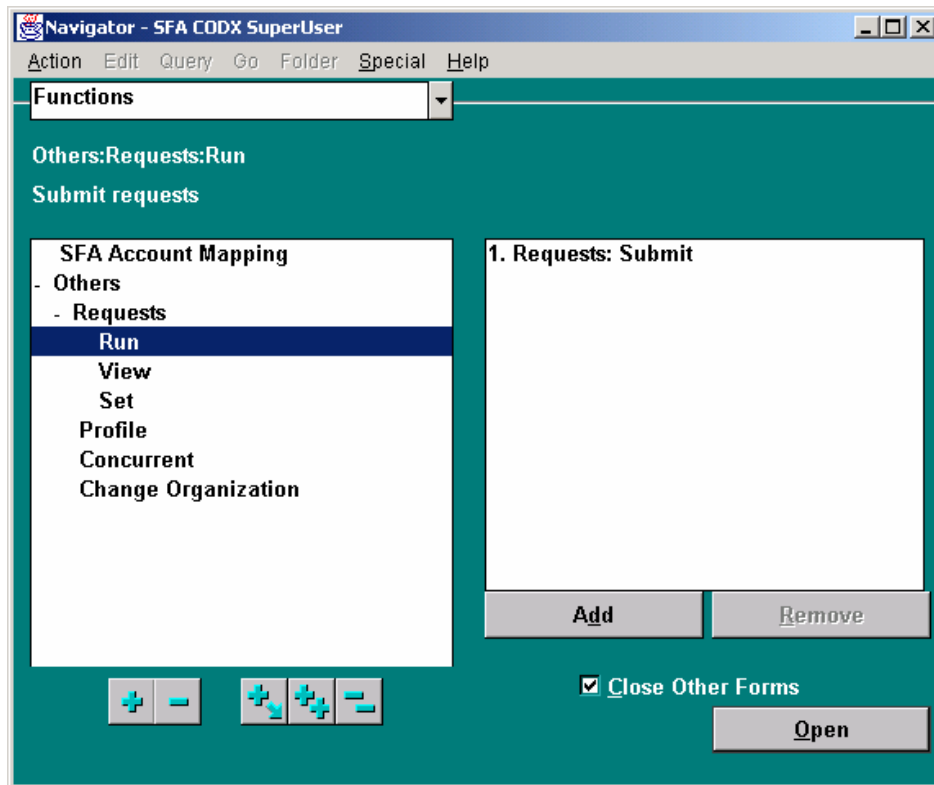 Navigator - SFA CODX SuperUser
Action Edit Query Go Folder Special Help
Functions
Others:Requests:Run
Submit requests
SFA Account Mapping
- Others
- Requests
Run
View
Set
Profile
Concurrent
Change Organization
1. Requests: Submit
Add Remove
Close Other Forms
Open